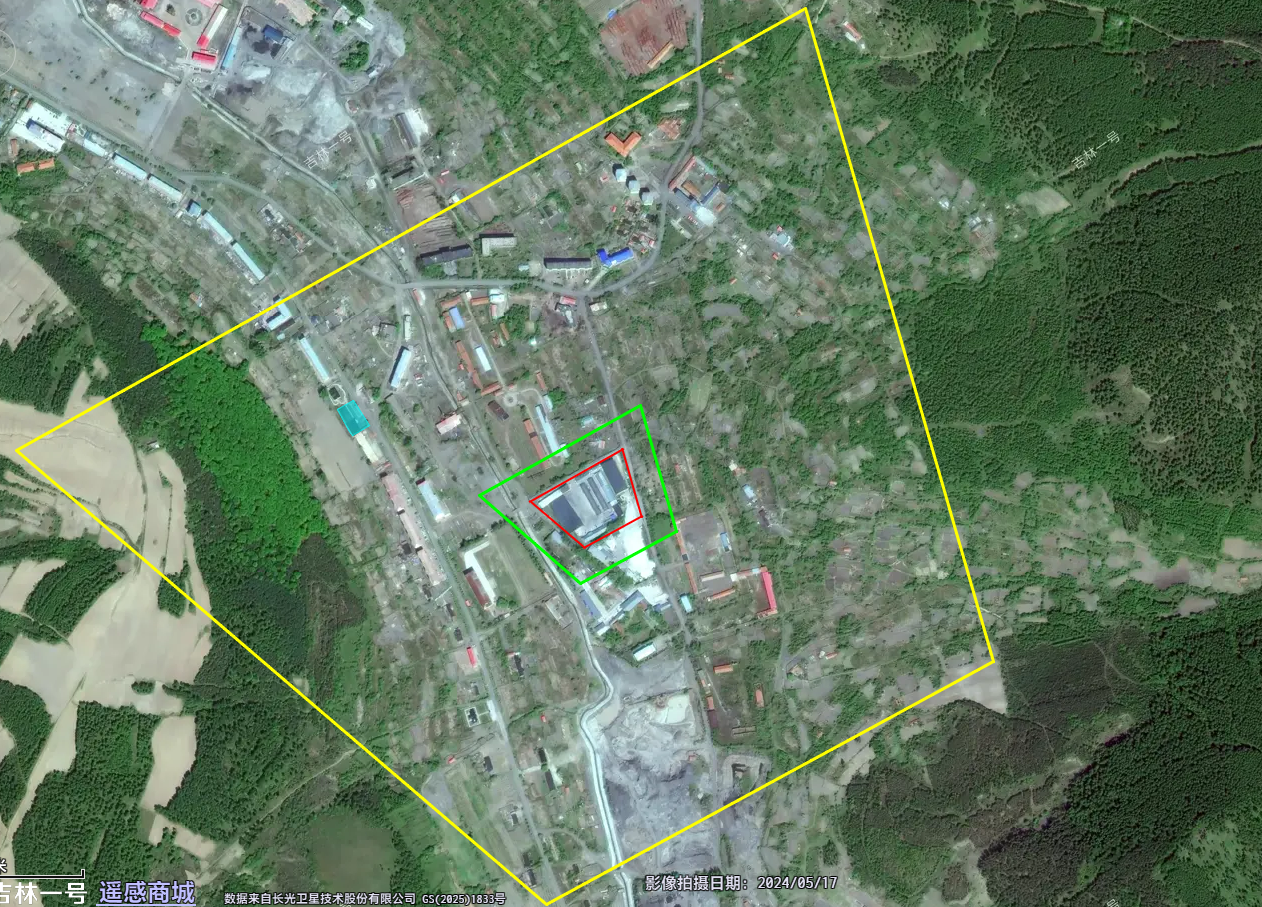 吉林一号
吉林一号
米
吉林一号 遥感商城
数据来自长光卫星技术股份有限公司 GS(2025)1833号
影像拍摄日期: 2024/05/17
号